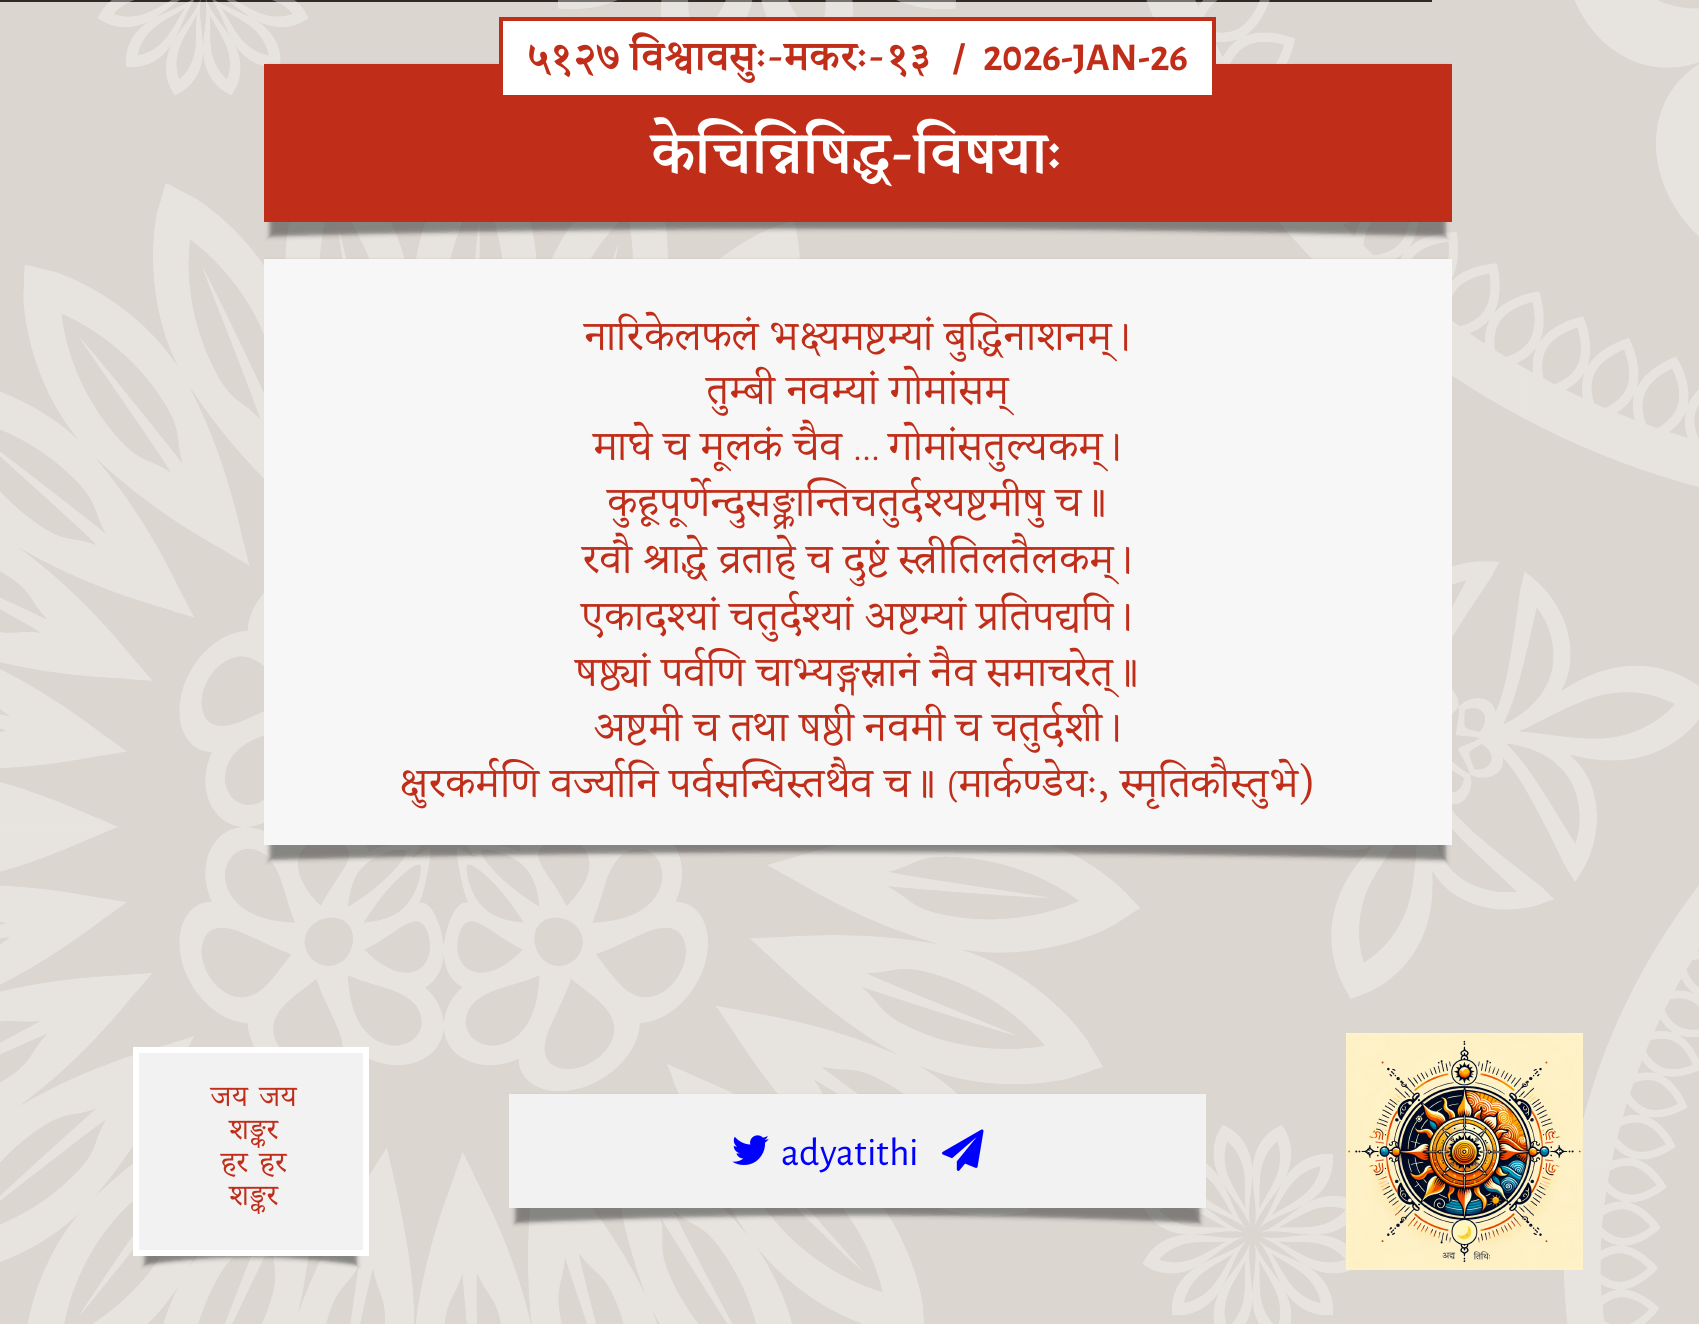 ५१२७ विश्वावसुः-मकरः-१३ / 2026-JAN-26
केचिन्निषिद्ध-विषयाः
नारिकेलफलं भक्ष्यमष्टम्यां बुद्धिनाशनम्।
तुम्बी नवम्यां गोमांसम्
माघे च मूलकं चैव … गोमांसतुल्यकम्।
कुहूपूर्णेन्दुसङ्क्रान्तिचतुर्दश्यष्टमीषु च॥
रवौ श्राद्धे व्रताहे च दुष्टं स्त्रीतिलतैलकम्।
एकादश्यां चतुर्दश्यां अष्टम्यां प्रतिपद्यपि।
षष्ठ्यां पर्वणि चाभ्यङ्गस्नानं नैव समाचरेत्॥
अष्टमी च तथा षष्ठी नवमी च चतुर्दशी।
क्षुरकर्मणि वर्ज्यानि पर्वसन्धिस्तथैव च॥ (मार्कण्डेयः, स्मृतिकौस्तुभे)
जय जय
शङ्कर
हर हर
शङ्कर
adyatithi
अद्य तिथिः